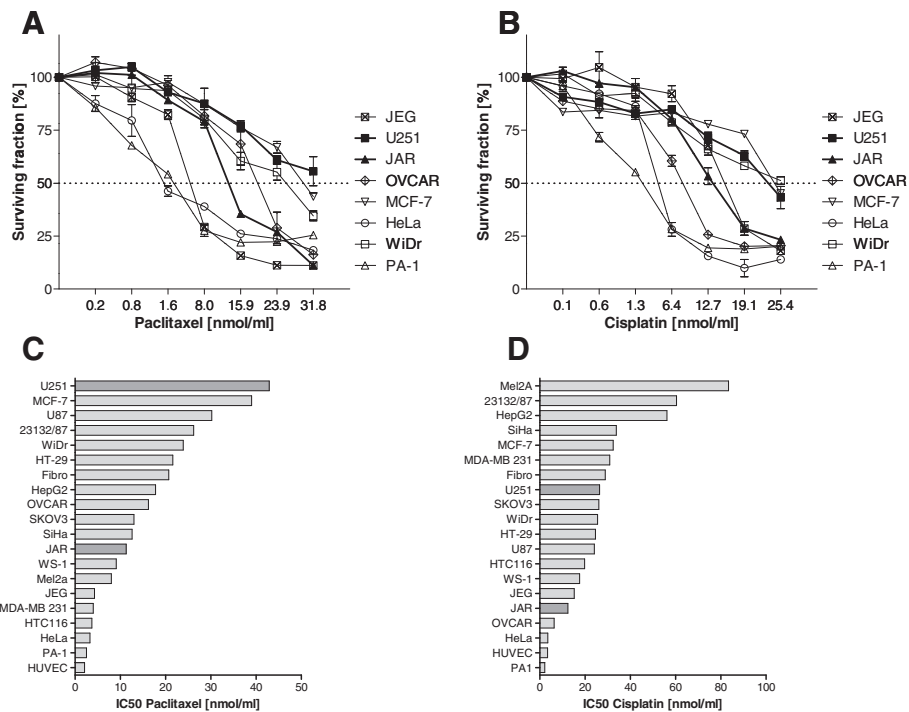 A
Surviving fraction [%]
100
75
50
25
0
0.2 0.8 1.6 8.0 15.9 23.9 31.8
Paclitaxel [nmol/ml]
JEG
U251
JAR
OVCAR
MCF-7
HeLa
WiDr
PA-1
B
Surviving fraction [%]
100
75
50
25
0
0.1 0.6 1.3 6.4 12.7 19.1 25.4
Cisplatin [nmol/ml]
JEG
U251
JAR
OVCAR
MCF-7
HeLa
WiDr
PA-1
C
U251
MCF-7
U87
23132/87
WiDr
HT-29
Fibro
HepG2
OVCAR
SKOV3
SiHa
JAR
WS-1
Mel2a
JEG
MDA-MB 231
HTC116
HeLa
PA-1
HUVEC
0 10 20 30 40 50
IC50 Paclitaxel [nmol/ml]
D
Mel2A
23132/87
HepG2
SiHa
MCF-7
MDA-MB 231
Fibro
U251
SKOV3
WiDr
HT-29
U87
HTC116
WS-1
JEG
JAR
OVCAR
HeLa
HUVEC
PA1
0 20 40 60 80 100
IC50 Cisplatin [nmol/ml]